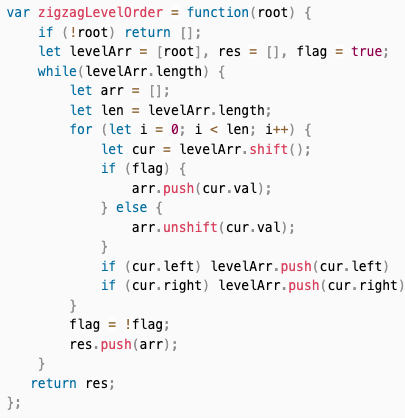 var zigzagLevelOrder = function(root) {
    if (!root) return [];
    let levelArr = [root], res = [], flag = true;
    while(levelArr.length) {
        let arr = [];
        let len = levelArr.length;
        for (let i = 0; i < len; i++) {
            let cur = levelArr.shift();
            if (flag) {
                arr.push(cur.val);
            } else {
                arr.unshift(cur.val);
            }
            if (cur.left) levelArr.push(cur.left)
            if (cur.right) levelArr.push(cur.right)
        }
        flag = !flag;
        res.push(arr);
    }
   return res;
};